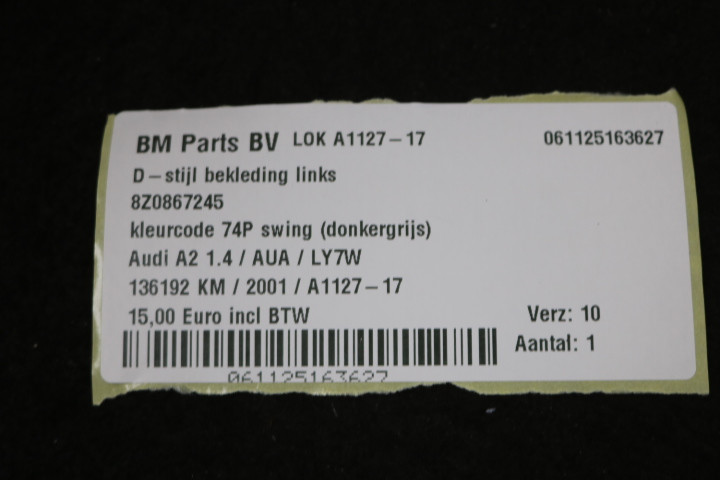 BM Parts BV LOK A1127-17 061125163627
D-stijl bekleding links
8Z0867245
kleurcode 74P swing (donkergrijs)
Audi A2 1.4 / AUA / LY7W
136192 KM / 2001 / A1127-17
15,00 Euro incl BTW Verz: 10
Aantal: 1
061125163627